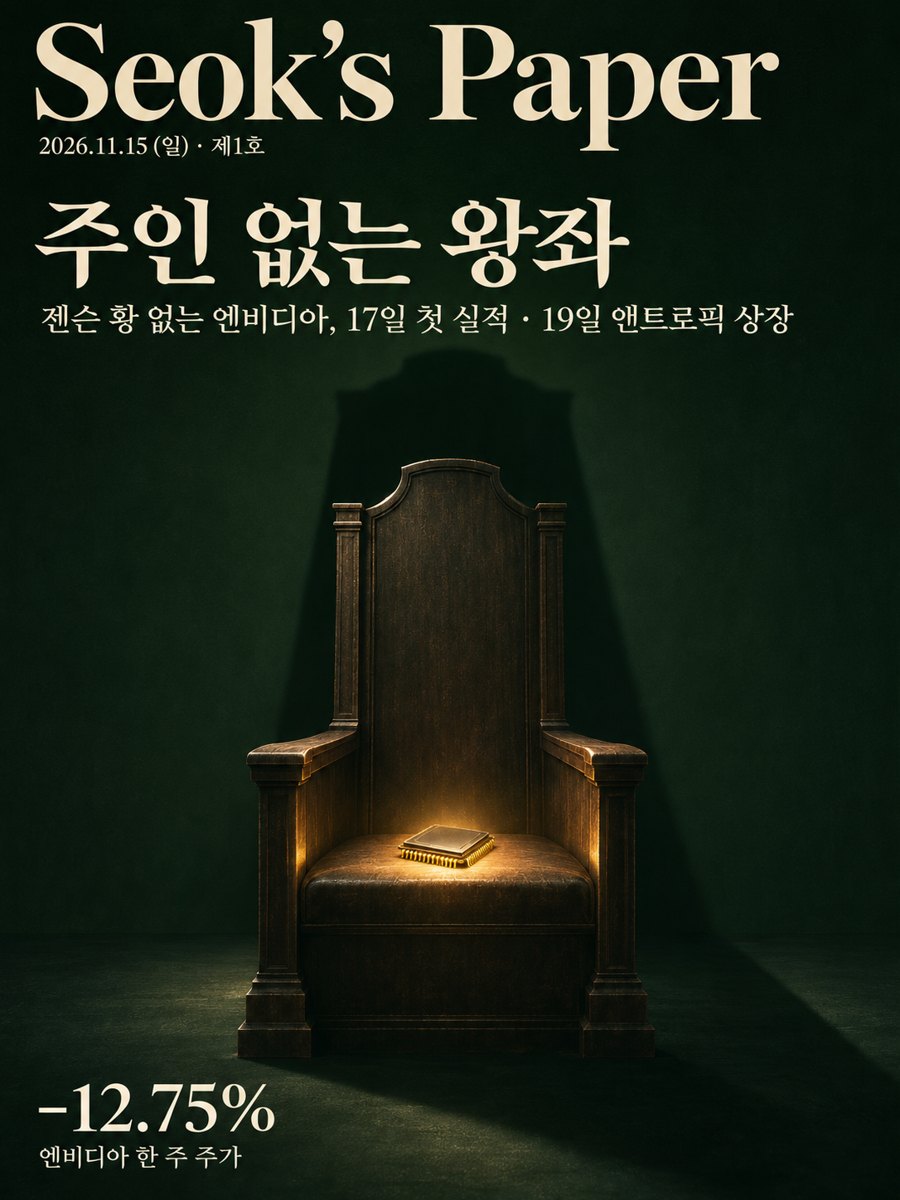 Seok's Paper
2026.11.15 (일) · 제1호
주인 없는 왕좌
젠슨 황 없는 엔비디아, 17일 첫 실적 · 19일 앤트로픽 상장
−12.75%
엔비디아 한 주 주가